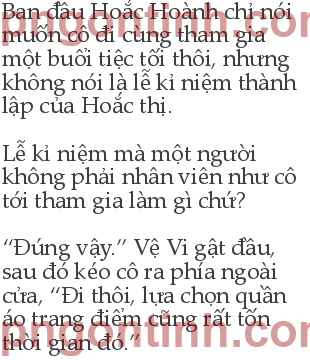 Ban đầu Hoắc Hoành chỉ nói
muốn cô đi cùng tham gia
một buổi tiệc tối thôi, nhưng
không nói là lễ kỉ niệm thành
lập của Hoắc thị.
Lễ kỉ niệm mà một người
không phải nhân viên như cô
tới tham gia làm gì chứ?
“Đúng vậy.” Vệ Vi gật đầu,
sau đó kéo cô ra phía ngoài
cửa, “Đi thôi, lựa chọn quần
áo trang điểm cũng rất tốn
thời gian đó.”